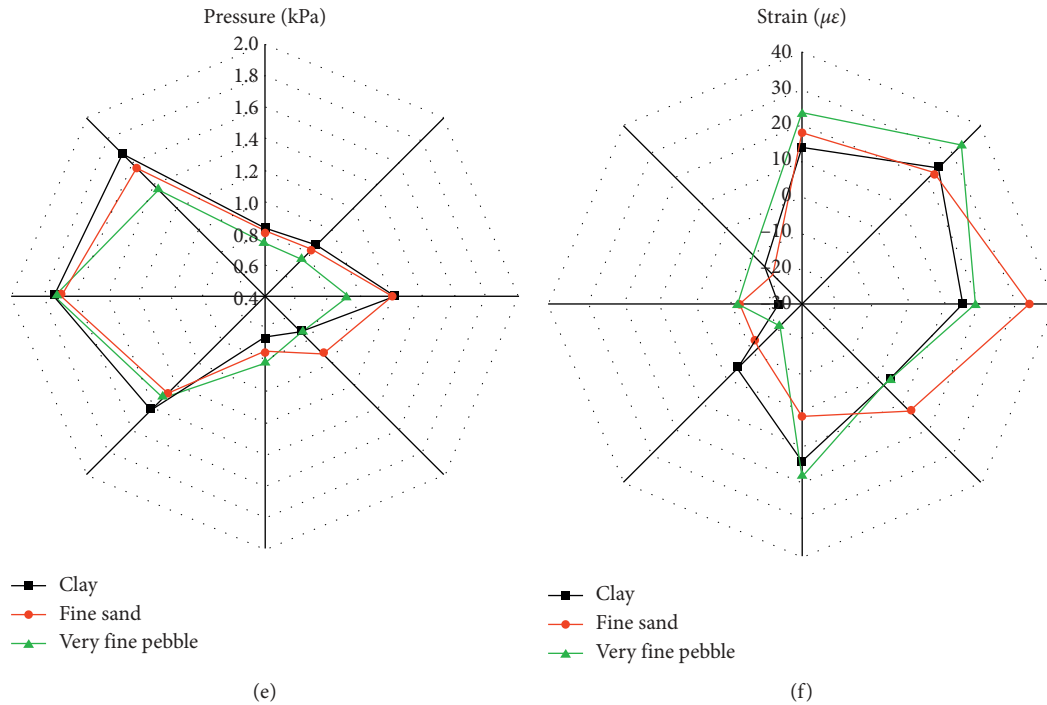 Pressure (kPa)
2.0
1.8
1.6
1.4
1.2
1.0
0.8
0.6
0.4
Clay
Fine sand
Very fine pebble
(e)
Strain (με)
40
30
20
10
0
−10
−20
Clay
Fine sand
Very fine pebble
(f)